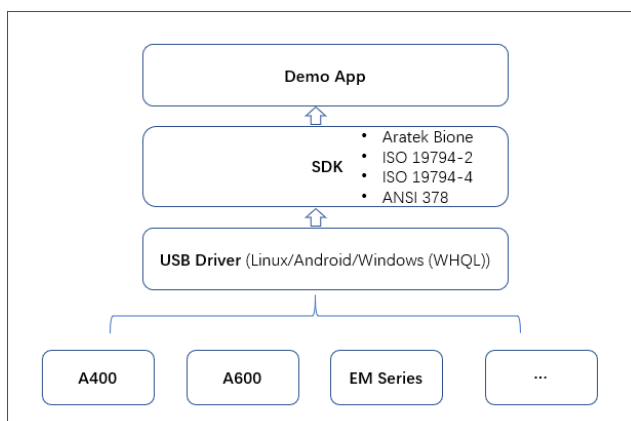 Demo App
SDK
• Aratek Bione
• ISO 19794-2
• ISO 19794-4
• ANSI 378
USB Driver (Linux/Android/Windows (WHQL))
A400
A600
EM Series
...